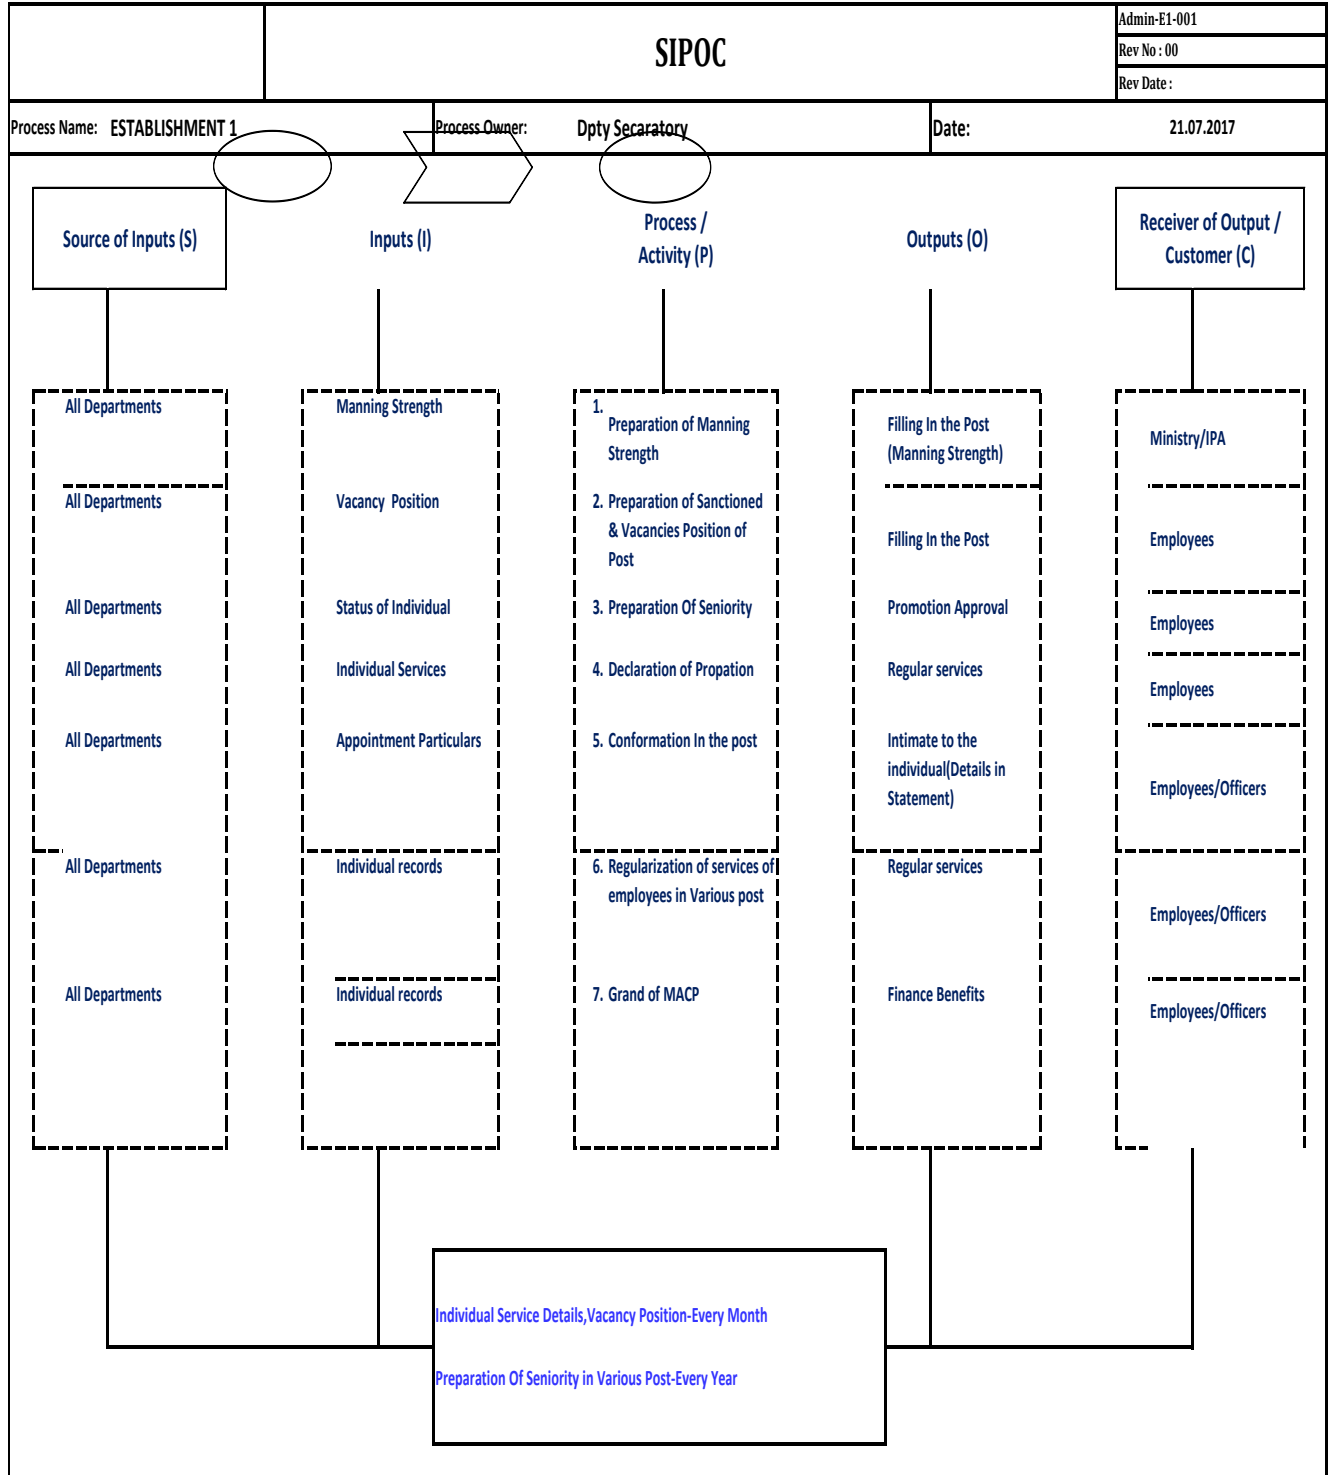 SIPOC
Admin-E1-001
Rev No : 00
Rev Date :
Process Name: ESTABLISHMENT 1
Process Owner: Dpty Secaratory
Date: 21.07.2017
Source of Inputs (S)
Inputs (I)
Process /
Activity (P)
Outputs (O)
Receiver of Output /
Customer (C)
All Departments
Manning Strength
1.
Preparation of Manning
Strength
Filling In the Post
(Manning Strength)
Ministry/IPA
All Departments
Vacancy Position
2. Preparation of Sanctioned
& Vacancies Position of
Post
Filling In the Post
Employees
All Departments
Status of Individual
3. Preparation Of Seniority
Promotion Approval
Employees
All Departments
Individual Services
4. Declaration of Propation
Regular services
Employees
All Departments
Appointment Particulars
5. Conformation In the post
Intimate to the
individual(Details in
Statement)
Employees/Officers
All Departments
Individual records
6. Regularization of services of
employees in Various post
Regular services
Employees/Officers
All Departments
Individual records
7. Grand of MACP
Finance Benefits
Employees/Officers
Individual Service Details,Vacancy Position-Every Month
Preparation Of Seniority in Various Post-Every Year